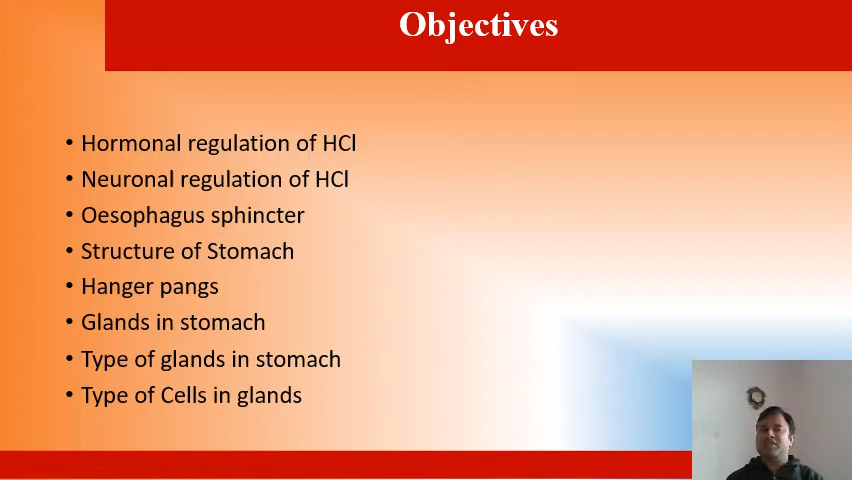 Objectives
• Hormonal regulation of HCl
• Neuronal regulation of HCl
• Oesophagus sphincter
• Structure of Stomach
• Hanger pangs
• Glands in stomach
• Type of glands in stomach
• Type of Cells in glands